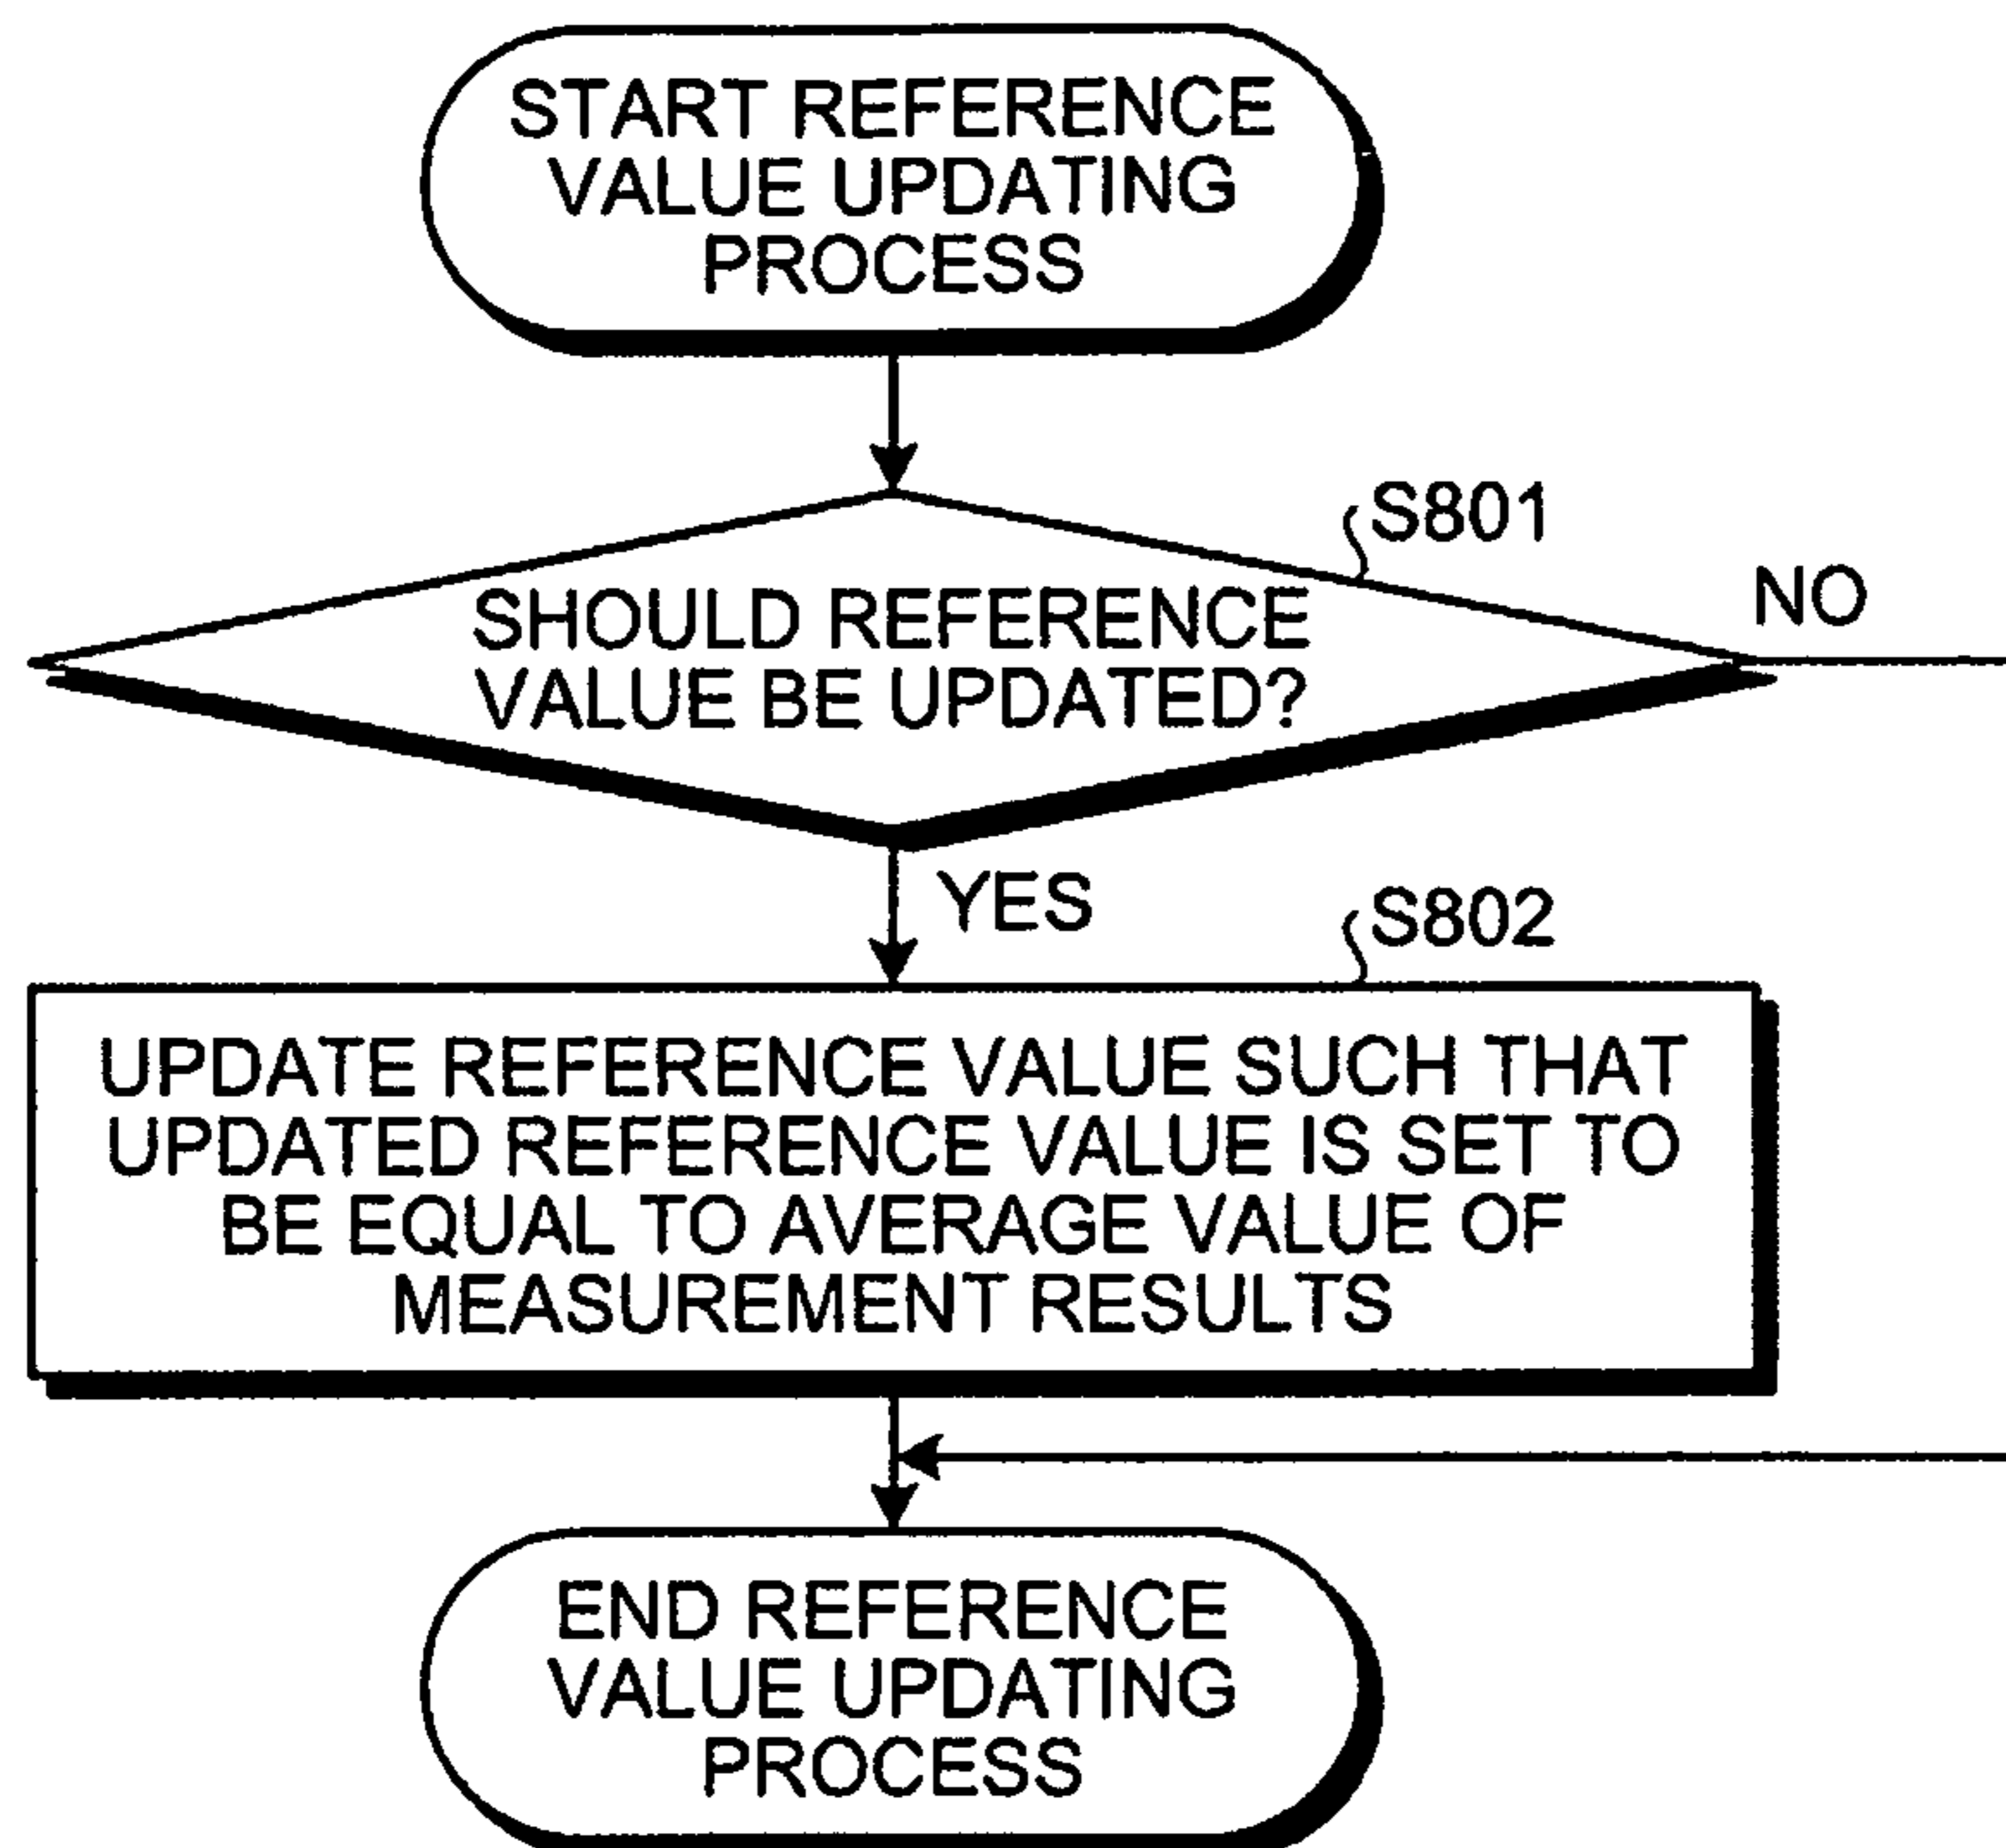 START REFERENCE
VALUE UPDATING
PROCESS
S801
SHOULD REFERENCE
VALUE BE UPDATED?
NO
YES
S802
UPDATE REFERENCE VALUE SUCH THAT
UPDATED REFERENCE VALUE IS SET TO
BE EQUAL TO AVERAGE VALUE OF
MEASUREMENT RESULTS
END REFERENCE
VALUE UPDATING
PROCESS